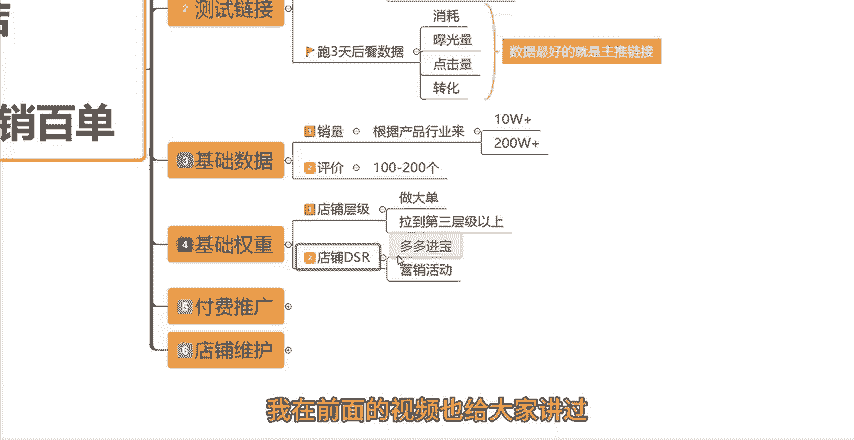 2 测试链接
跑3天后看数据
消耗
曝光量
点击量
转化
数据最好的就是主推链接
销百单
3 基础数据
1 销量
根据产品行业来
10W+
200W+
2 评价
100-200个
4 基础权重
1 店铺层级
做大单
拉到第三层级以上
2 店铺DSR
多多进宝
营销活动
5 付费推广
6 店铺维护
我在前面的视频也给大家讲过